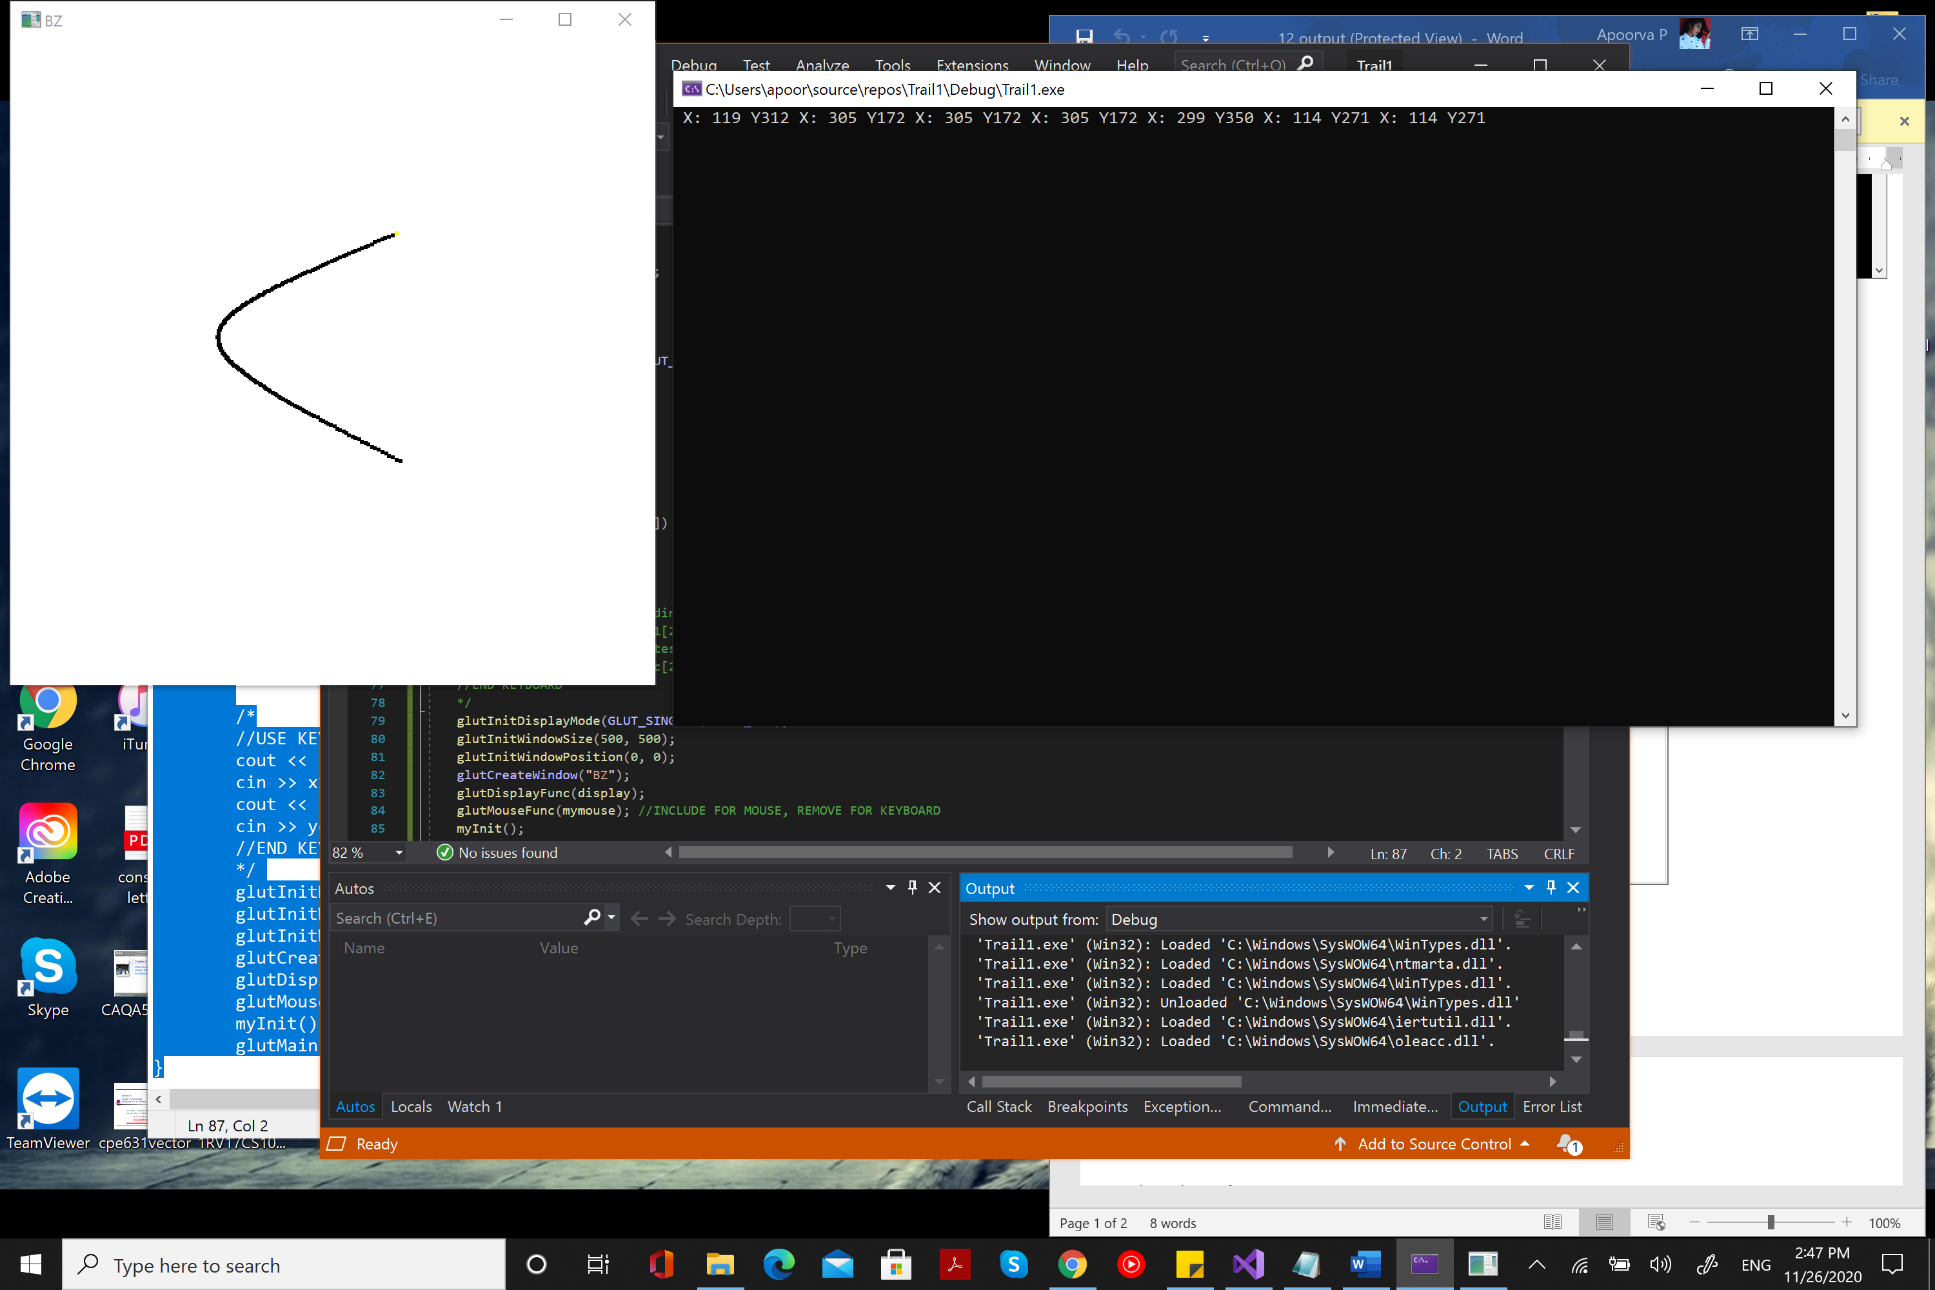 BZ
12 output (Protected View) - Word
Apoorva P
Share
Debug Test Analyze Tools Extensions Window Help Search (Ctrl+Q) Trail1
C:\Users\apoor\source\repos\Trail1\Debug\Trail1.exe
X: 119 Y312 X: 305 Y172 X: 305 Y172 X: 305 Y172 X: 299 Y350 X: 114 Y271 X: 114 Y271
77 //END KEYBOARD
78 */
79 glutInitDisplayMode(GLUT_SING
80 glutInitWindowSize(500, 500);
81 glutInitWindowPosition(0, 0);
82 glutCreateWindow("BZ");
83 glutDisplayFunc(display);
84 glutMouseFunc(mymouse); //INCLUDE FOR MOUSE, REMOVE FOR KEYBOARD
85 myInit();
82 % No issues found Ln: 87 Ch: 2 TABS CRLF
/*
//USE KEY
cout <<
cin >> x
cout <<
cin >> y
//END KEY
*/
glutInit
glutInit
glutInit
glutCrea
glutDisp
glutMous
myInit()
glutMain
}
Ln 87, Col 2
Google Chrome
iTun
Adobe Creati...
cons
lett
Skype
CAQA5
TeamViewer
cpe631vector
1RV17CS10...
Autos
Search (Ctrl+E) Search Depth:
Name Value Type
Autos Locals Watch 1
Output
Show output from: Debug
'Trail1.exe' (Win32): Loaded 'C:\Windows\SysWOW64\WinTypes.dll'.
'Trail1.exe' (Win32): Loaded 'C:\Windows\SysWOW64\ntmarta.dll'.
'Trail1.exe' (Win32): Loaded 'C:\Windows\SysWOW64\WinTypes.dll'.
'Trail1.exe' (Win32): Unloaded 'C:\Windows\SysWOW64\WinTypes.dll'
'Trail1.exe' (Win32): Loaded 'C:\Windows\SysWOW64\iertutil.dll'.
'Trail1.exe' (Win32): Loaded 'C:\Windows\SysWOW64\oleacc.dll'.
Call Stack Breakpoints Exception... Command... Immediate... Output Error List
Ready Add to Source Control 1
Page 1 of 2 8 words 100%
Type here to search
ENG
2:47 PM
11/26/2020